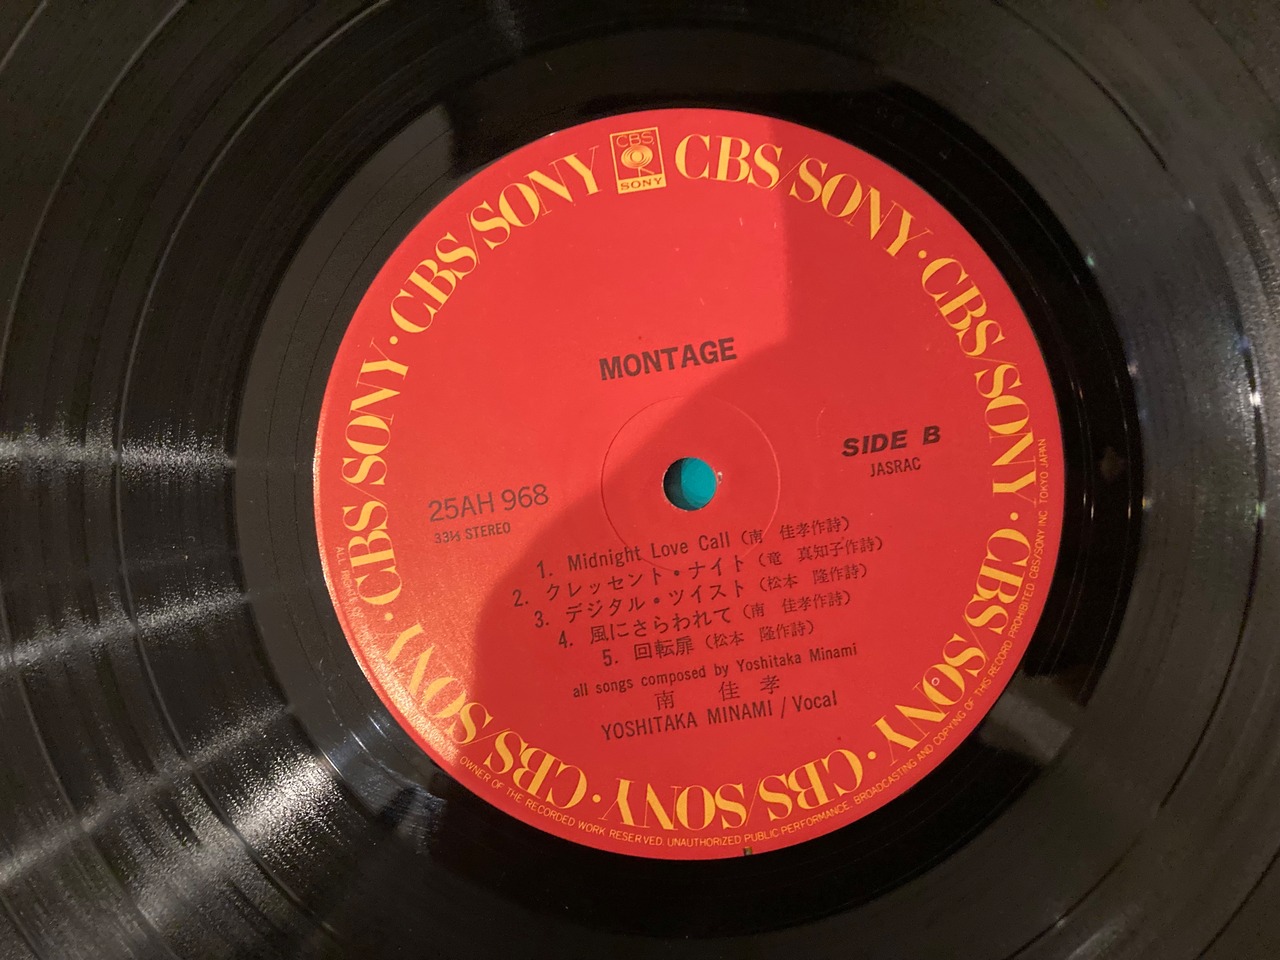 CBS/SONY · CBS/SONY · CBS/SONY · CBS/SONY · CBS/SONY · CBS/SONY · CBS/SONY · CBS/SONY
CBS
SONY
MONTAGE
SIDE B
JASRAC
25AH 968
33⅓ STEREO
1. Midnight Love Call (南 佳孝作詩)
2. クレッセント・ナイト (竜 真知子作詩)
3. デジタル・ツイスト (松本 隆作詩)
4. 風にさらわれて (南 佳孝作詩)
5. 回転扉 (松本 隆作詩)
all songs composed by Yoshitaka Minami
南 佳孝
YOSHITAKA MINAMI / Vocal
OWNER OF THE RECORDED WORK RESERVED. UNAUTHORIZED PUBLIC PERFORMANCE. BROADCASTING AND COPYING OF THIS RECORD PROHIBITED CBS/SONY INC TOKYO JAPAN